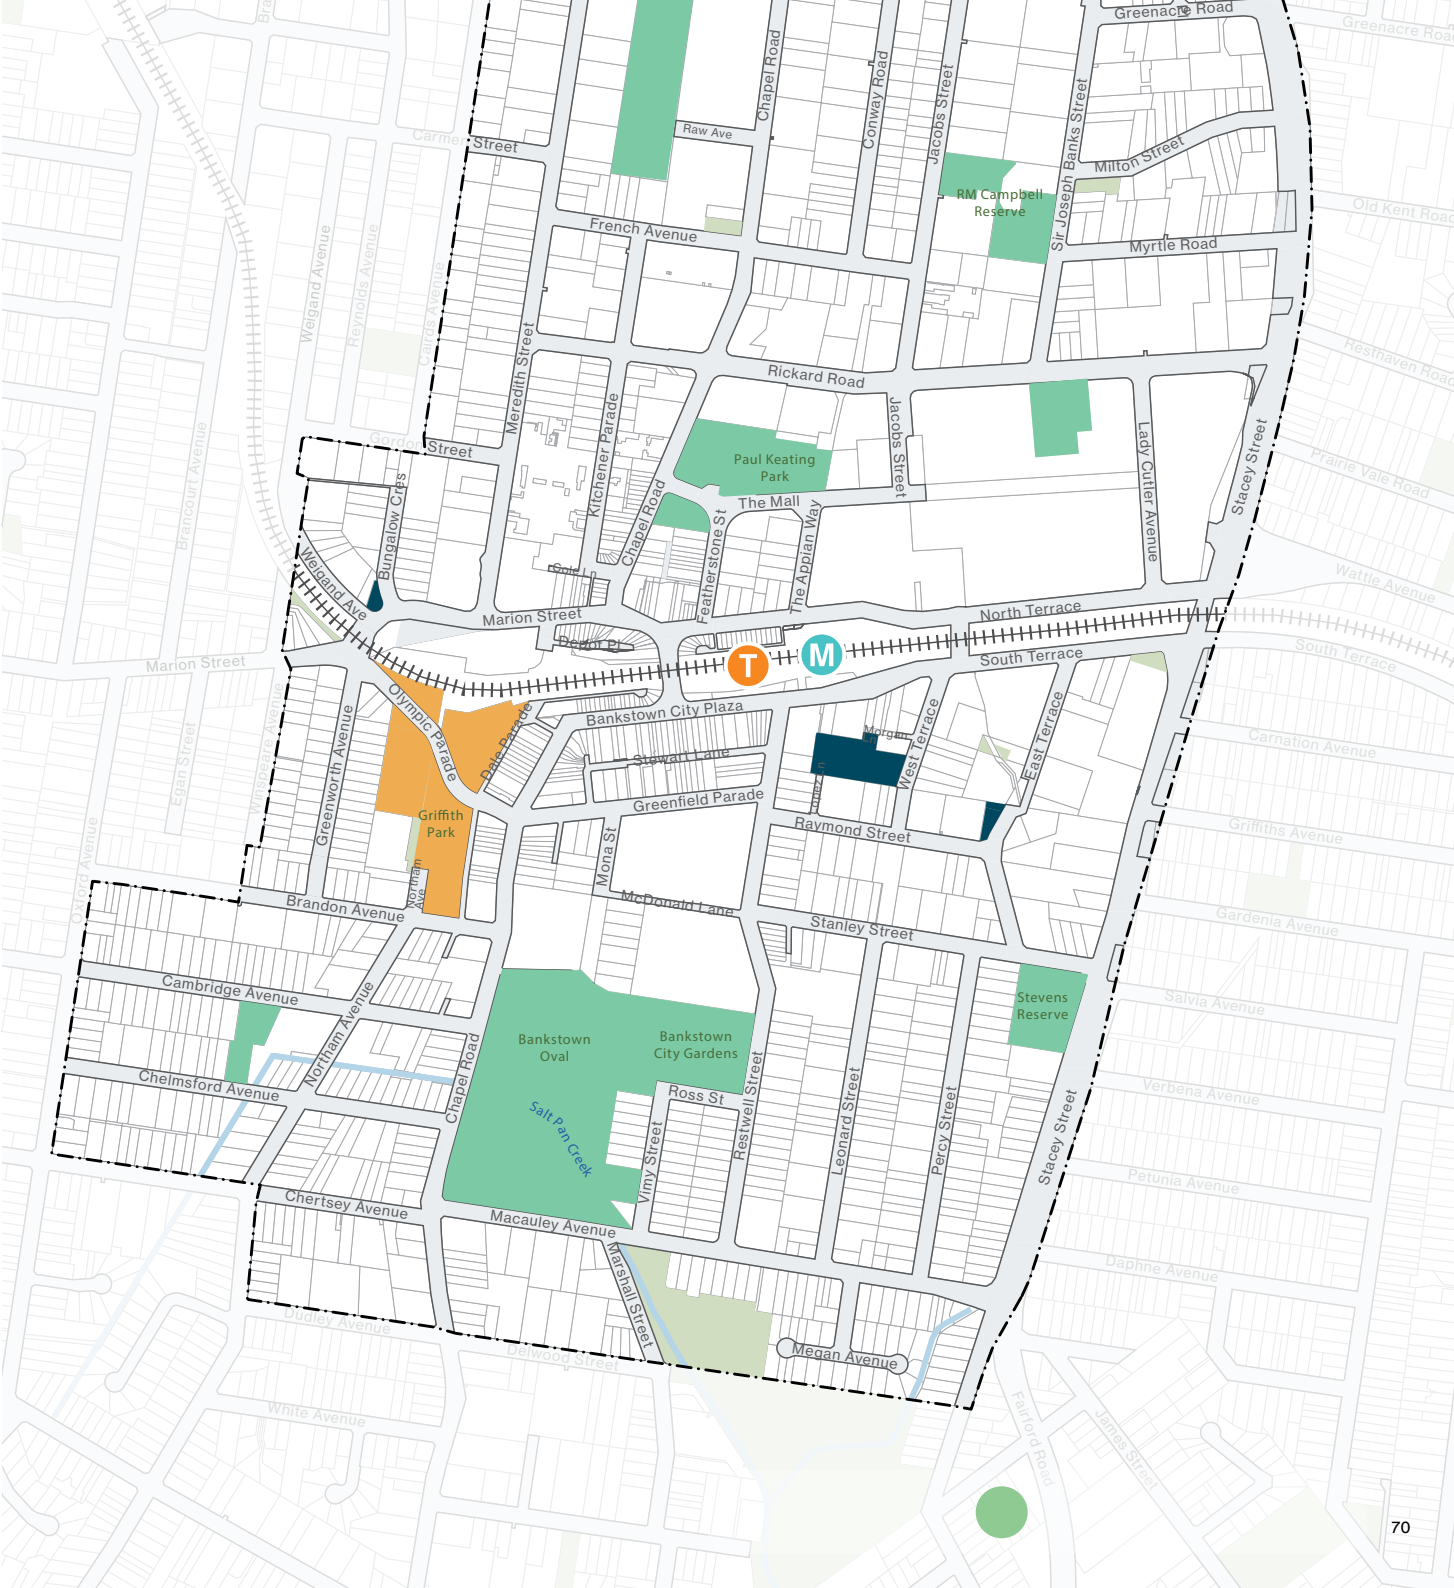 Greenacre Road
Greenacre Road
Chapel Road
Conway Road
Jacobs Street
Sir Joseph Banks Street
Raw Ave
Carmen Street
Milton Street
RM Campbell
Reserve
Old Kent Road
Myrtle Road
French Avenue
Weigand Avenue
Reynolds Avenue
Cairds Avenue
Meredith Street
Resthaven Road
Rickard Road
Kitchener Parade
Jacobs Street
Lady Cutler Avenue
Stacey Street
Brancourt Avenue
Gordon Street
Paul Keating
Park
Prairie Vale Road
The Mall
Bungalow Cres
Chapel Road
Featherstone St
The Appian Way
Weigand Ave
Gole Ln
Wattle Avenue
Marion Street
North Terrace
Depot Pl
T
M
South Terrace
South Terrace
Marion Street
Olympic Parade
Bankstown City Plaza
Dale Parade
Greenworth Avenue
Winspeare Avenue
Egan Street
Morgan
Ln
West Terrace
East Terrace
Carnation Avenue
Stewart Lane
Lopez Ln
Greenfield Parade
Griffith
Park
Raymond Street
Griffiths Avenue
Mona St
Oxford Avenue
Northam
Ave
Brandon Avenue
McDonald Lane
Stanley Street
Gardenia Avenue
Cambridge Avenue
Stevens
Reserve
Salvia Avenue
Northam Avenue
Bankstown
Oval
Bankstown
City Gardens
Chapel Road
Chelmsford Avenue
Ross St
Restwell Street
Leonard Street
Percy Street
Stacey Street
Verbena Avenue
Salt Pan Creek
Vimy Street
Petunia Avenue
Chertsey Avenue
Macauley Avenue
Marshall Street
Daphne Avenue
Dudley Avenue
Delwood Street
Megan Avenue
White Avenue
Fairford Road
James Street
70